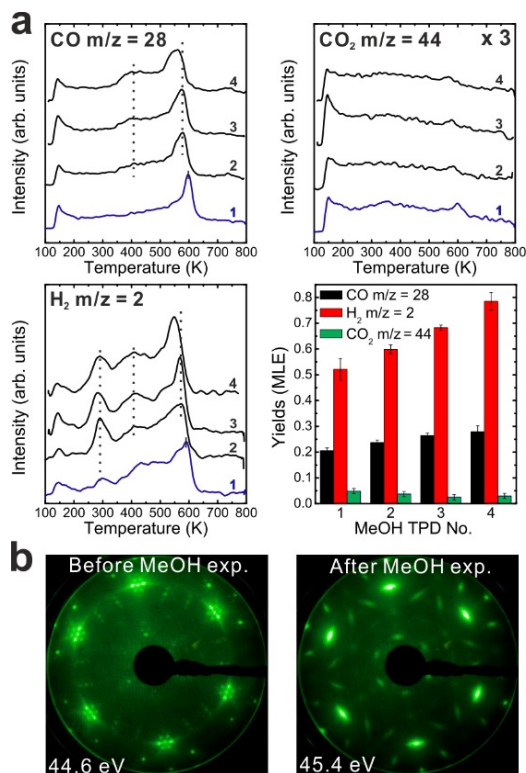 a
CO m/z = 28
Intensity (arb. units)
4
3
2
1
100 200 300 400 500 600 700 800
Temperature (K)
CO₂ m/z = 44 x 3
Intensity (arb. units)
4
3
2
1
100 200 300 400 500 600 700 800
Temperature (K)
H₂ m/z = 2
Intensity (arb. units)
4
3
2
1
100 200 300 400 500 600 700 800
Temperature (K)
CO m/z = 28
H₂ m/z = 2
CO₂ m/z = 44
Yields (MLE)
0.8
0.7
0.6
0.5
0.4
0.3
0.2
0.1
0.0
1 2 3 4
MeOH TPD No.
b
Before MeOH exp.
44.6 eV
After MeOH exp.
45.4 eV